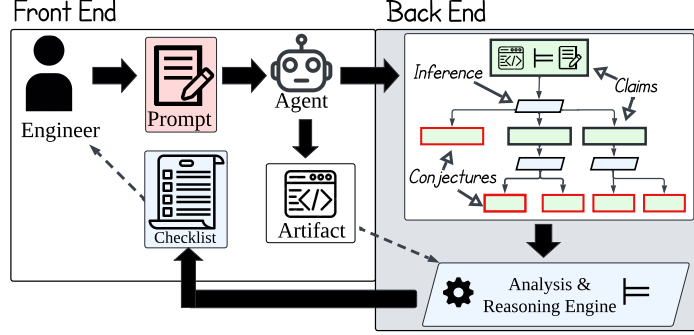 Front End
Back End
Engineer
Prompt
Agent
Inference
Claims
Conjectures
Checklist
Artifact
Analysis &
Reasoning Engine